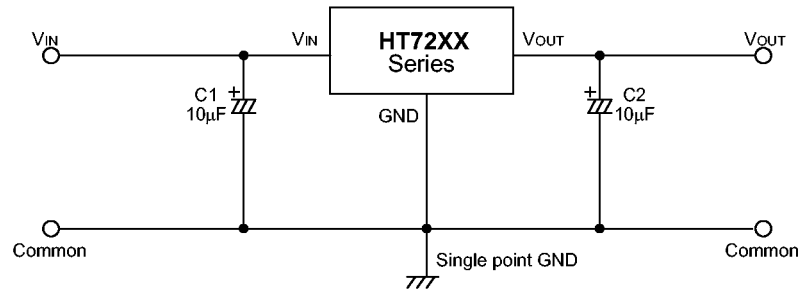 VIN
VIN
HT72XX
Series
VOUT
VOUT
+
C1
10μF
GND
+
C2
10μF
Common
Single point GND
Common